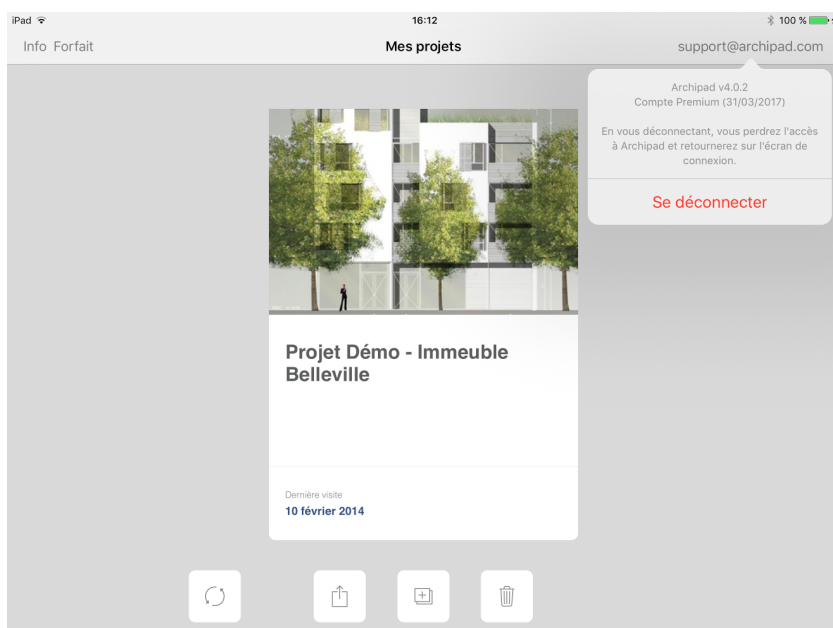 iPad 16:12 100 %
Info Forfait Mes projets support@archipad.com
Archipad v4.0.2
Compte Premium (31/03/2017)
En vous déconnectant, vous perdrez l'accès
à Archipad et retournerez sur l'écran de
connexion.
Se déconnecter
Projet Démo - Immeuble
Belleville
Dernière visite
10 février 2014